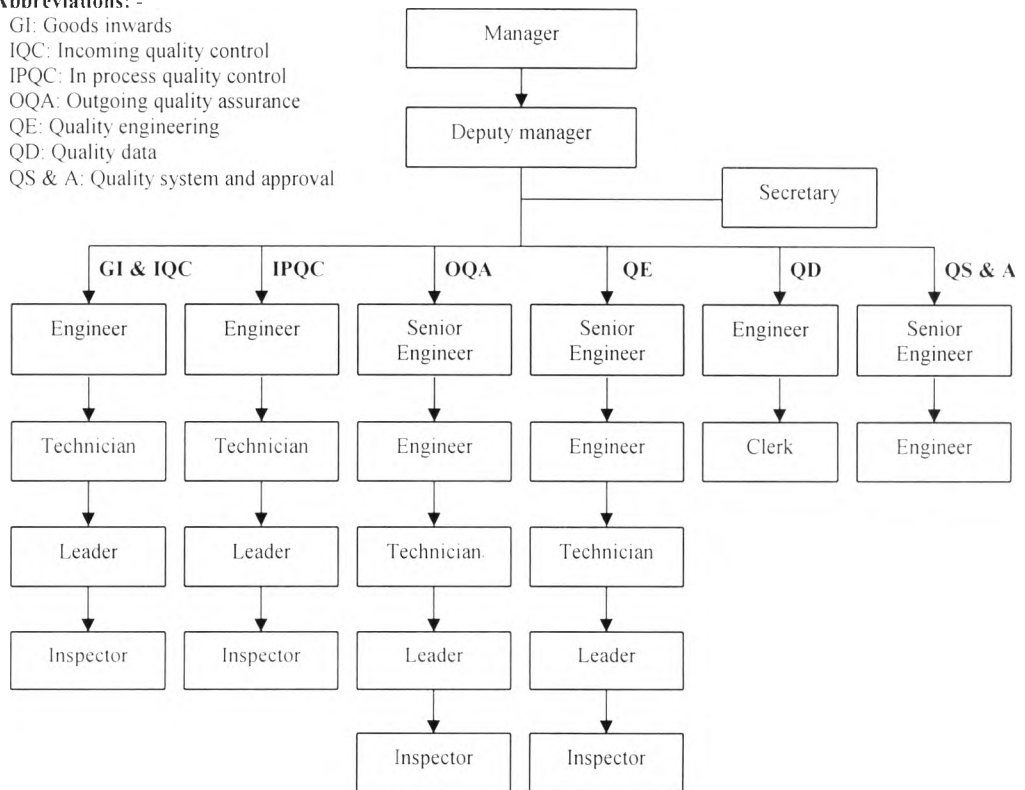 Abbreviations: -
GI: Goods inwards
IQC: Incoming quality control
IPQC: In process quality control
OQA: Outgoing quality assurance
QE: Quality engineering
QD: Quality data
QS & A: Quality system and approval
Manager
Deputy manager
Secretary
GI & IQC IPQC OQA QE QD QS & A
Engineer Engineer Senior Senior Engineer Senior
Engineer Engineer Engineer
Technician Technician Engineer Engineer Clerk Engineer
Leader Leader Technician Technician
Inspector Inspector Leader Leader
Inspector Inspector